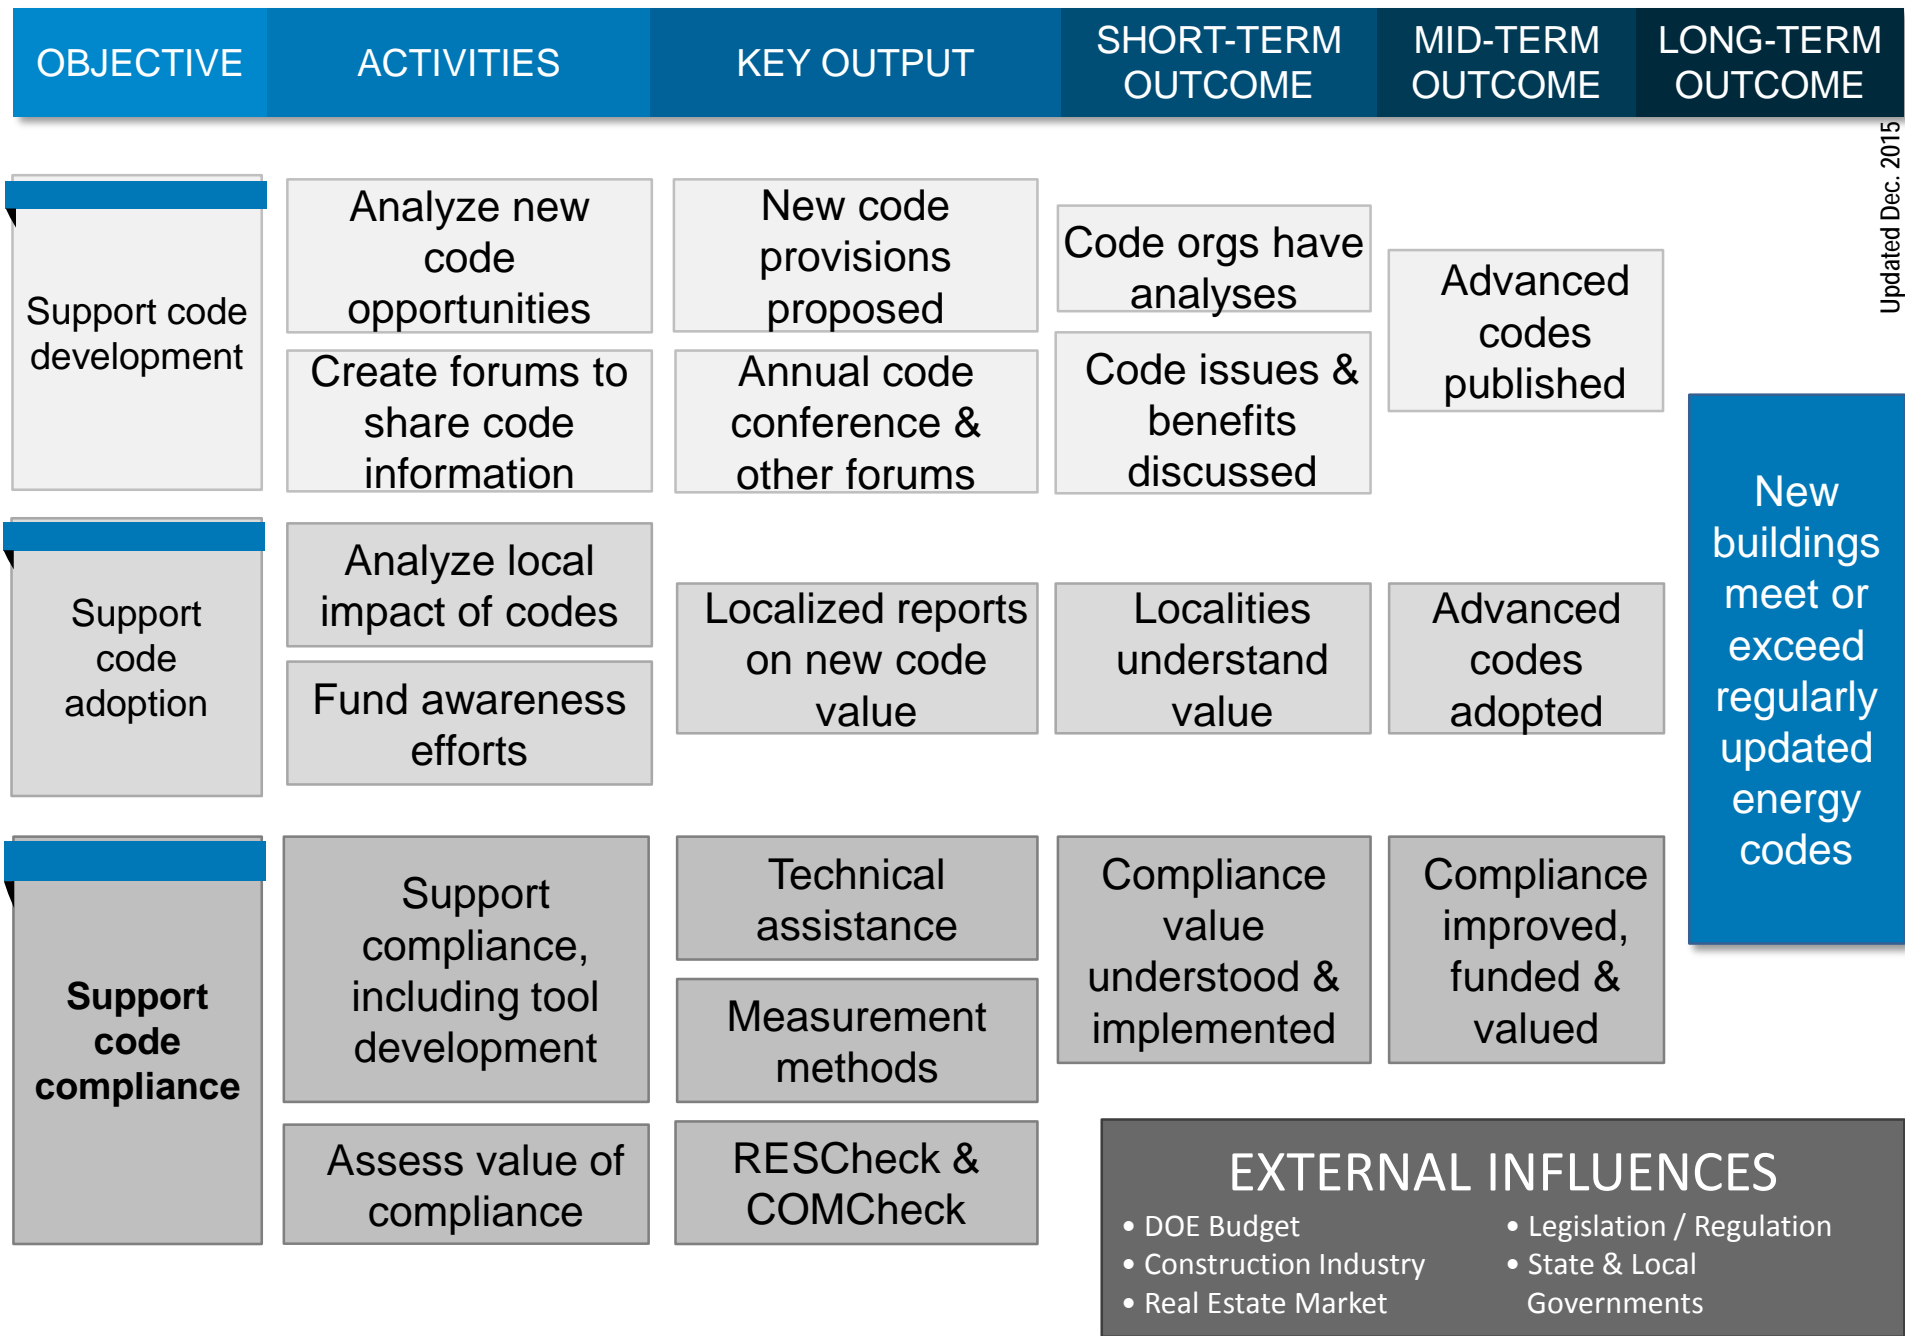 OBJECTIVE
ACTIVITIES
KEY OUTPUT
SHORT-TERM
OUTCOME
MID-TERM
OUTCOME
LONG-TERM
OUTCOME
Updated Dec. 2015
Support code
development
Analyze new
code
opportunities
Create forums to
share code
information
New code
provisions
proposed
Annual code
conference &
other forums
Code orgs have
analyses
Code issues &
benefits
discussed
Advanced
codes
published
Support
code
adoption
Analyze local
impact of codes
Fund awareness
efforts
Localized reports
on new code
value
Localities
understand
value
Advanced
codes
adopted
Support
code
compliance
Support
compliance,
including tool
development
Assess value of
compliance
Technical
assistance
Measurement
methods
RESCheck &
COMCheck
Compliance
value
understood &
implemented
Compliance
improved,
funded &
valued
New
buildings
meet or
exceed
regularly
updated
energy
codes
EXTERNAL INFLUENCES
• DOE Budget
• Construction Industry
• Real Estate Market
• Legislation / Regulation
• State & Local
Governments